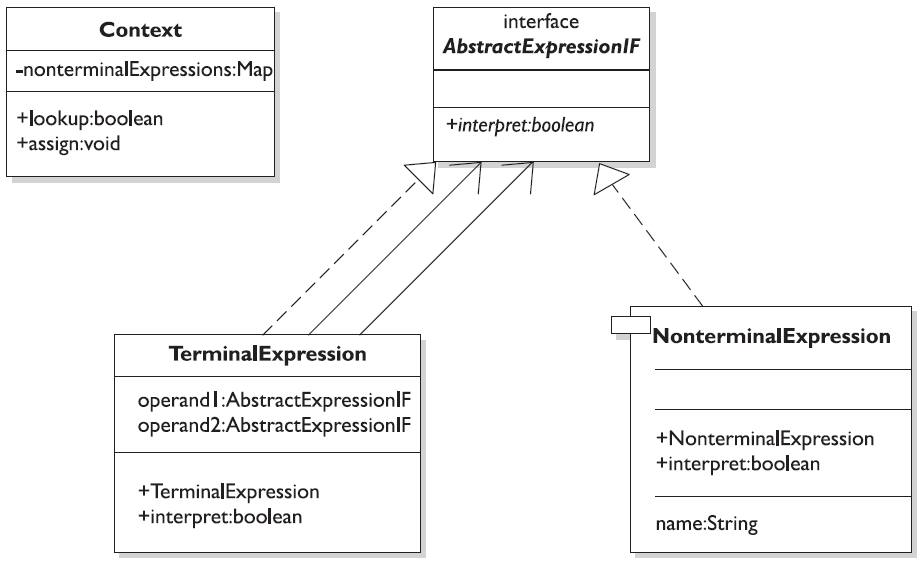 Context
-nonterminalExpressions:Map
+lookup:boolean
+assign:void
interface
AbstractExpressionIF
+interpret:boolean
TerminalExpression
operand1:AbstractExpressionIF
operand2:AbstractExpressionIF
+TerminalExpression
+interpret:boolean
NonterminalExpression
+NonterminalExpression
+interpret:boolean
name:String